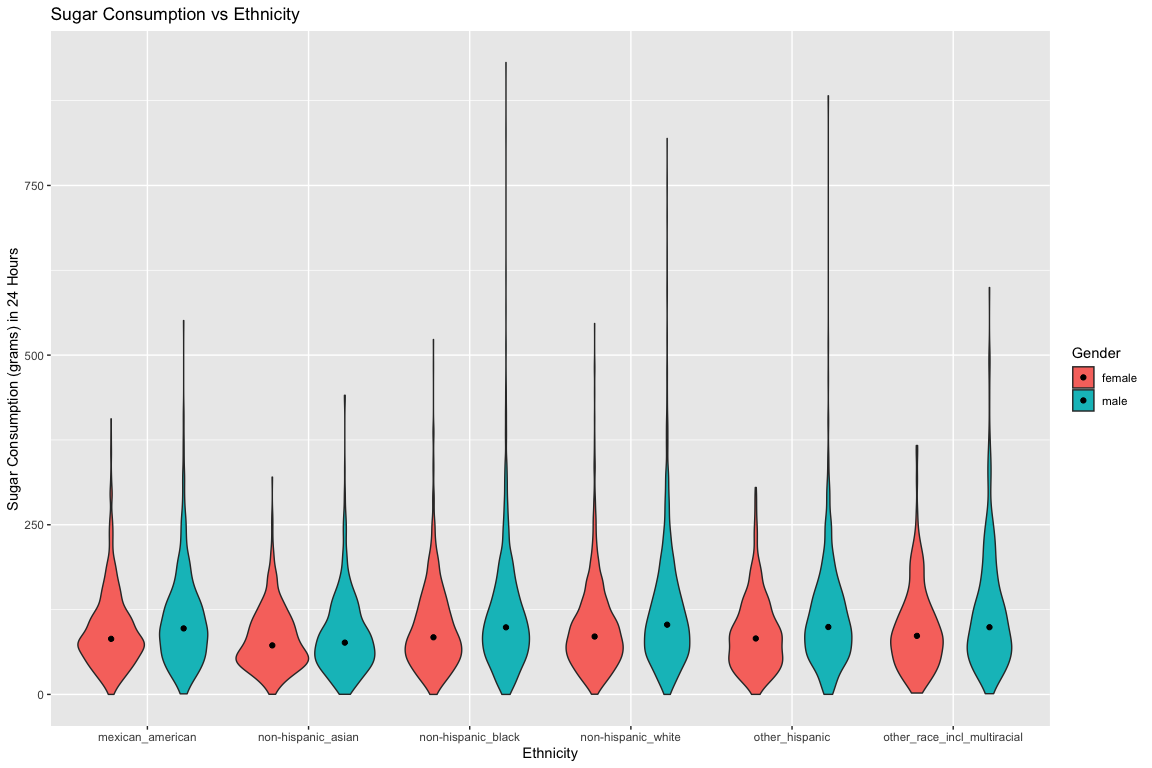 Sugar Consumption vs Ethnicity
Sugar Consumption (grams) in 24 Hours
750
500
250
0
mexican_american
non-hispanic_asian
non-hispanic_black
non-hispanic_white
other_hispanic
other_race_incl_multiracial
Ethnicity
Gender
female
male